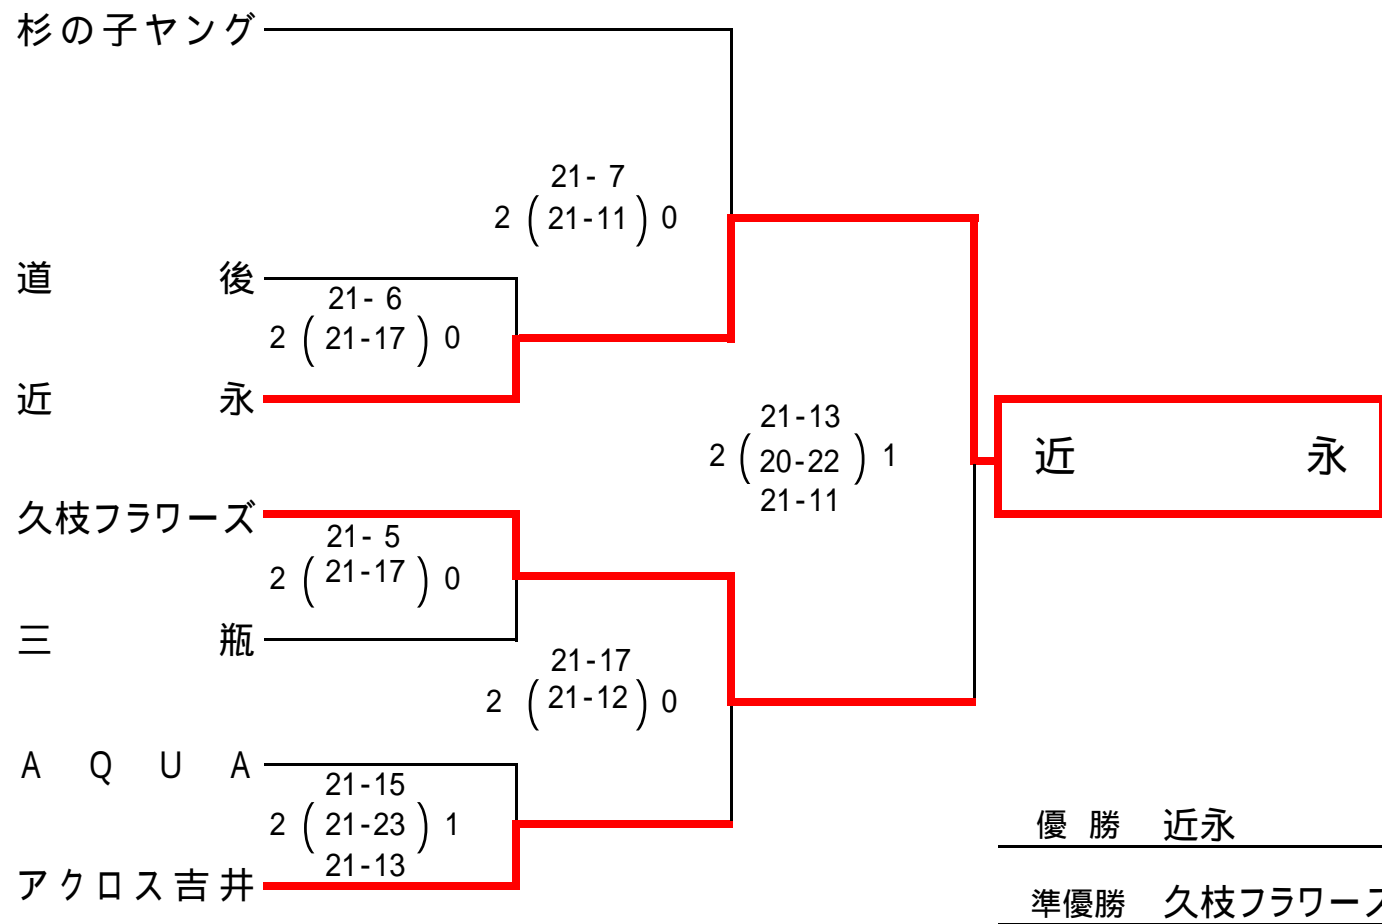 杉の子ヤング
21- 7
2 ( 21-11 ) 0
道 後
21- 6
2 ( 21-17 ) 0
近 永
21-13
2 ( 20-22 ) 1
21-11
近 永
久枝フラワーズ
21- 5
2 ( 21-17 ) 0
三 瓶
21-17
2 ( 21-12 ) 0
A Q U A
21-15
2 ( 21-23 ) 1
21-13
アクロス吉井
優 勝 近永
準優勝 久枝フラワーズ